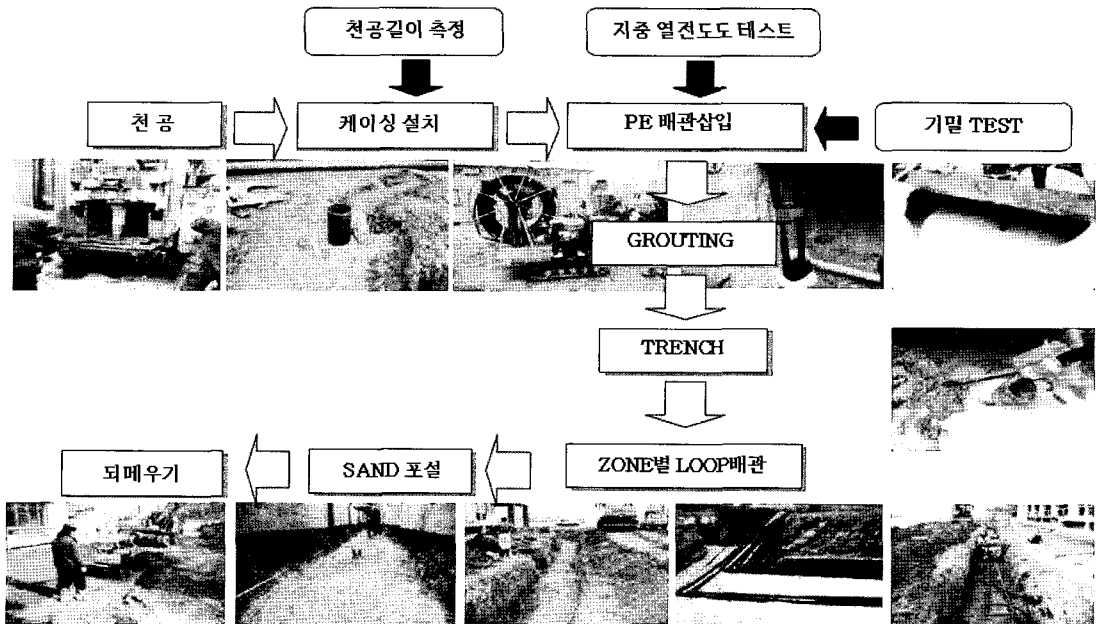 천공길이 측정
지중 열전도도 테스트
천 공
케이싱 설치
PE 배관삽입
기밀 TEST
GROUTING
TRENCH
ZONE별 LOOP배관
SAND 포설
되메우기